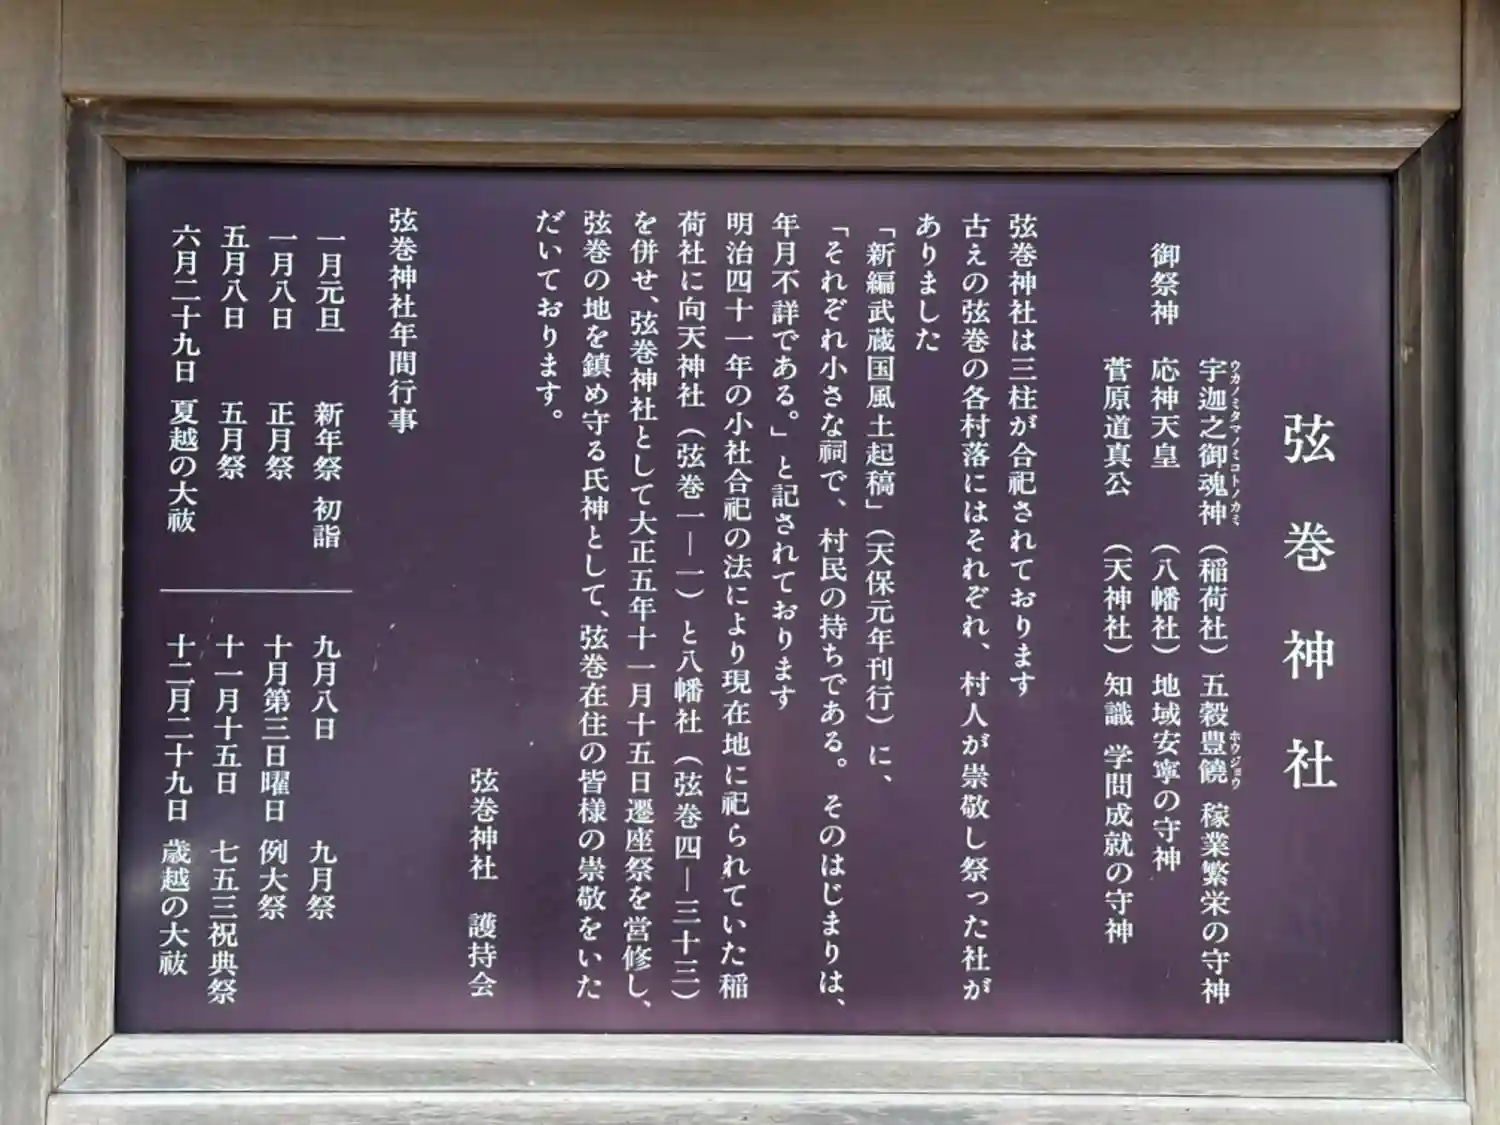 弦巻神社
宇迦之御魂神（稲荷社）五穀豊饒 稼業繁栄の守神
ウカノミタマノミコトノカミ
ホウジョウ
御祭神 応神天皇（八幡社）地域安寧の守神
菅原道真公（天神社）知識 学問成就の守神
弦巻神社は三柱が合祀されております
古えの弦巻の各村落にはそれぞれ、村人が崇敬し祭った社が
ありました
「新編武蔵国風土起稿」（天保元年刊行）に、
「それぞれ小さな祠で、村民の持ちである。そのはじまりは、
年月不詳である。」と記されております
明治四十一年の小社合祀の法により現在地に祀られていた稲
荷社に向天神社（弦巻一－一）と八幡社（弦巻四－三十三）
を併せ、弦巻神社として大正五年十一月十五日遷座祭を営修し、
弦巻の地を鎮め守る氏神として、弦巻在住の皆様の崇敬をいた
だいております。
弦巻神社 護持会
弦巻神社年間行事
一月元旦 新年祭 初詣
一月八日 正月祭
五月八日 五月祭
六月二十九日 夏越の大祓
九月八日 九月祭
十月第三日曜日 例大祭
十一月十五日 七五三祝典祭
十二月二十九日 歳越の大祓